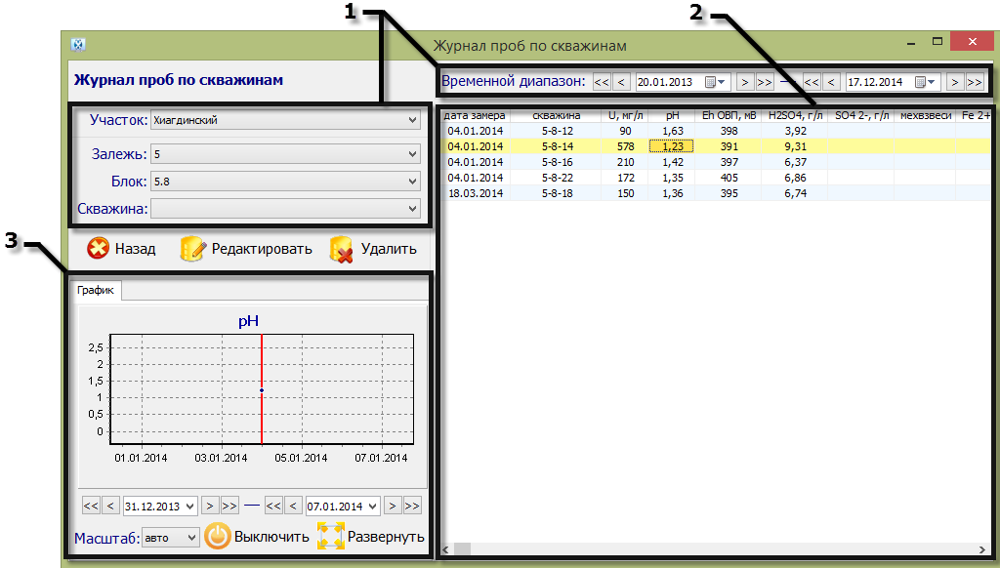 1
2
Журнал проб по скважинам
Журнал проб по скважинам
Временной диапазон: << < 20.01.2013 > >> — << < 17.12.2014 > >>
Участок: Хиагдинский
Залежь: 5
Блок: 5.8
Скважина:
дата замера скважина U, мг/л pH Eh ОВП, мВ H2SO4, г/л SO4 2-, г/л мехвзвеси Fe 2+
04.01.2014 5-8-12 90 1,63 398 3,92
04.01.2014 5-8-14 578 1,23 391 9,31
04.01.2014 5-8-16 210 1,42 397 6,37
04.01.2014 5-8-22 172 1,35 405 6,86
18.03.2014 5-8-18 150 1,36 395 6,74
3
Назад Редактировать Удалить
График
pH
2,5
2
1,5
1
0,5
0
01.01.2014 03.01.2014 05.01.2014 07.01.2014
<< < 31.12.2013 > >> — << < 07.01.2014 > >>
Масштаб: авто Выключить Развернуть